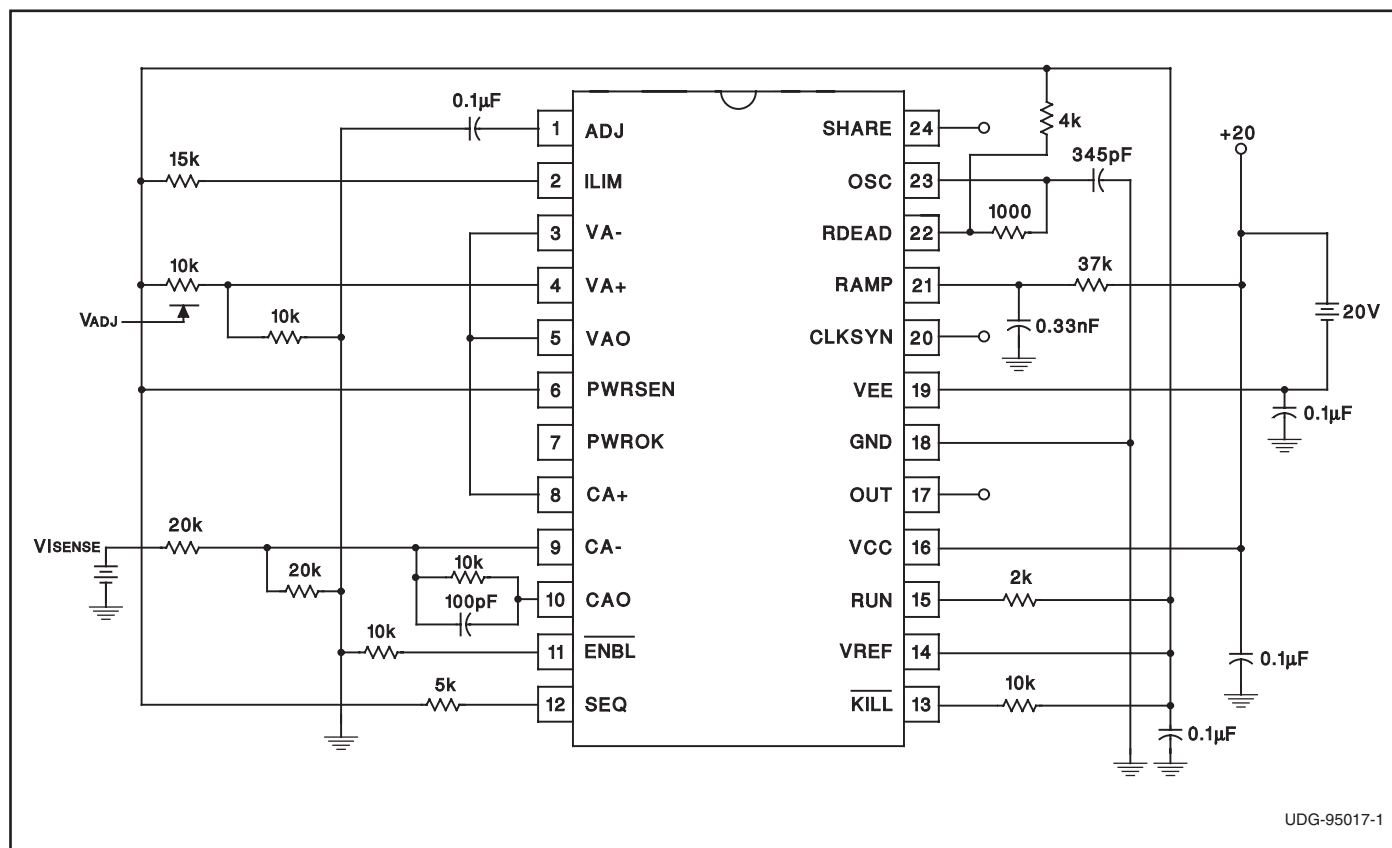 0.1µF
1 ADJ
15k
2 ILIM
3 VA-
10k
4 VA+
VADJ
10k
5 VAO
6 PWRSEN
7 PWROK
8 CA+
VISENSE
20k
9 CA-
20k
10k
100pF
10 CAO
10k
11 ENBL
5k
12 SEQ
SHARE 24
4k
345pF
OSC 23
1000
RDEAD 22
37k
RAMP 21
0.33nF
CLKSYN 20
VEE 19
GND 18
OUT 17
VCC 16
2k
RUN 15
VREF 14
10k
KILL 13
+20
20V
0.1µF
0.1µF
0.1µF
UDG-95017-1